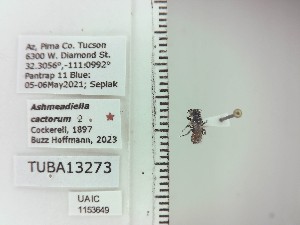 Az, Pima Co. Tucson
6300 W. Diamond St.
32.3056°,-111.0992°
Pantrap 11 Blue:
05-06May2021; Seplak
Ashmeadiella
cactorum ♀.
Cockerell, 1897
Buzz Hoffmann, 2023
TUBA13273
UAIC
1153649